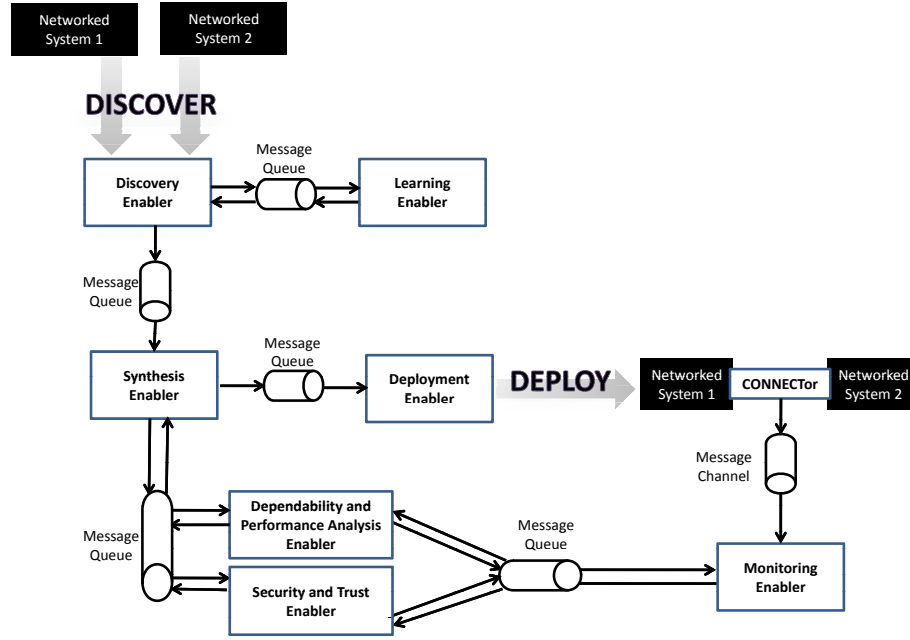 Networked
System 1
Networked
System 2
DISCOVER
Discovery
Enabler
Message
Queue
Learning
Enabler
Message
Queue
Synthesis
Enabler
Message
Queue
Deployment
Enabler
DEPLOY
Networked
System 1
CONNECTor
Networked
System 2
Message
Channel
Message
Queue
Dependability and
Performance Analysis
Enabler
Security and Trust
Enabler
Message
Queue
Monitoring
Enabler